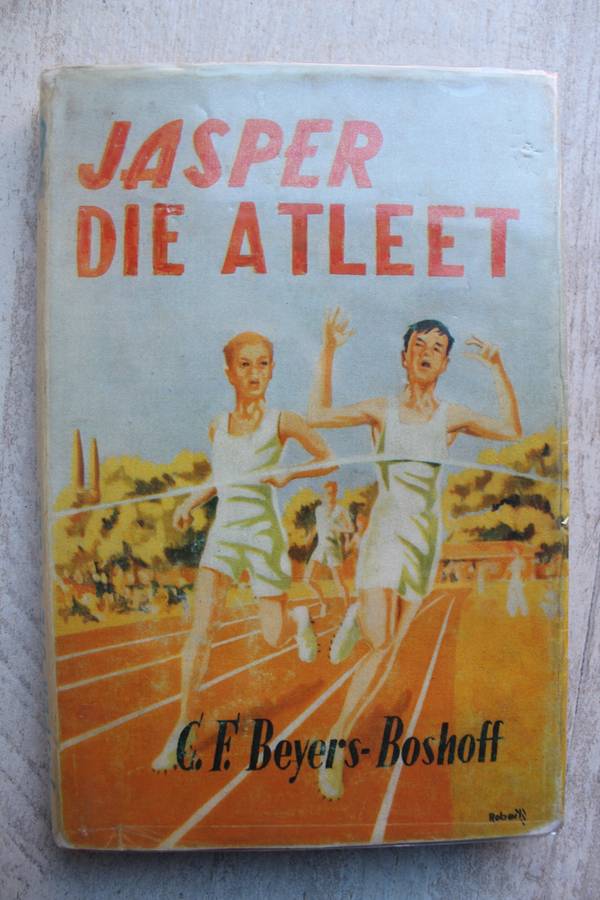 JASPER
DIE ATLEET
C. F. Beyers-Boshoff